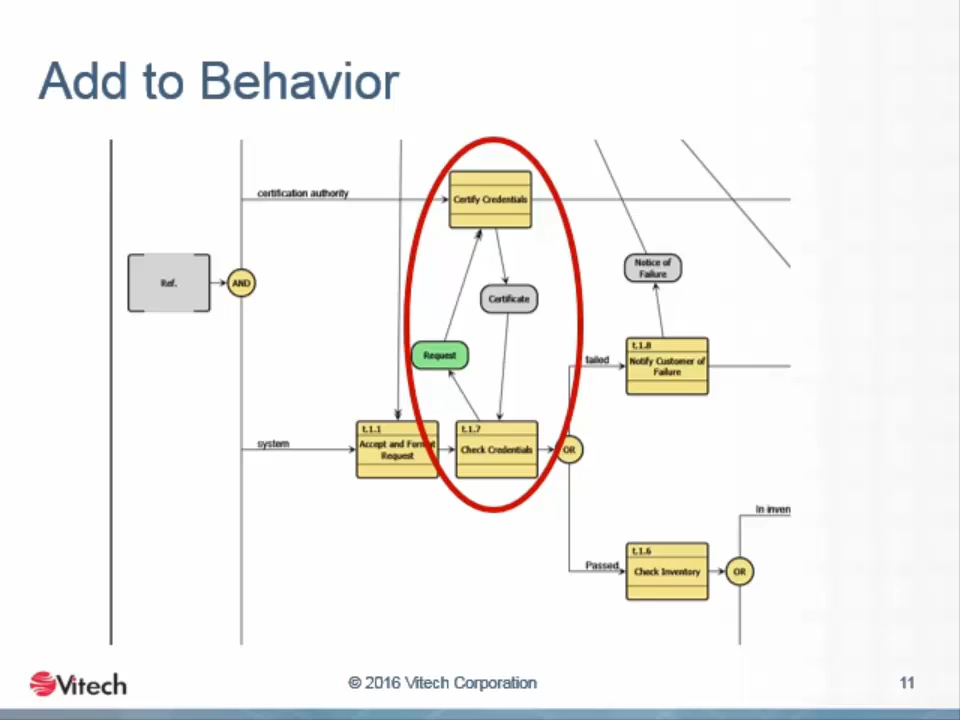 Add to Behavior
certification authority
Certify Credentials
Ref.
AND
Notice of
Failure
Certificate
Request
failed
t.1.8
Notify Customer of
Failure
system
t.1.1
Accept and Format
Request
t.1.7
Check Credentials
OR
In inven
Passed
t.1.6
Check Inventory
OR
Vitech
© 2016 Vitech Corporation
11